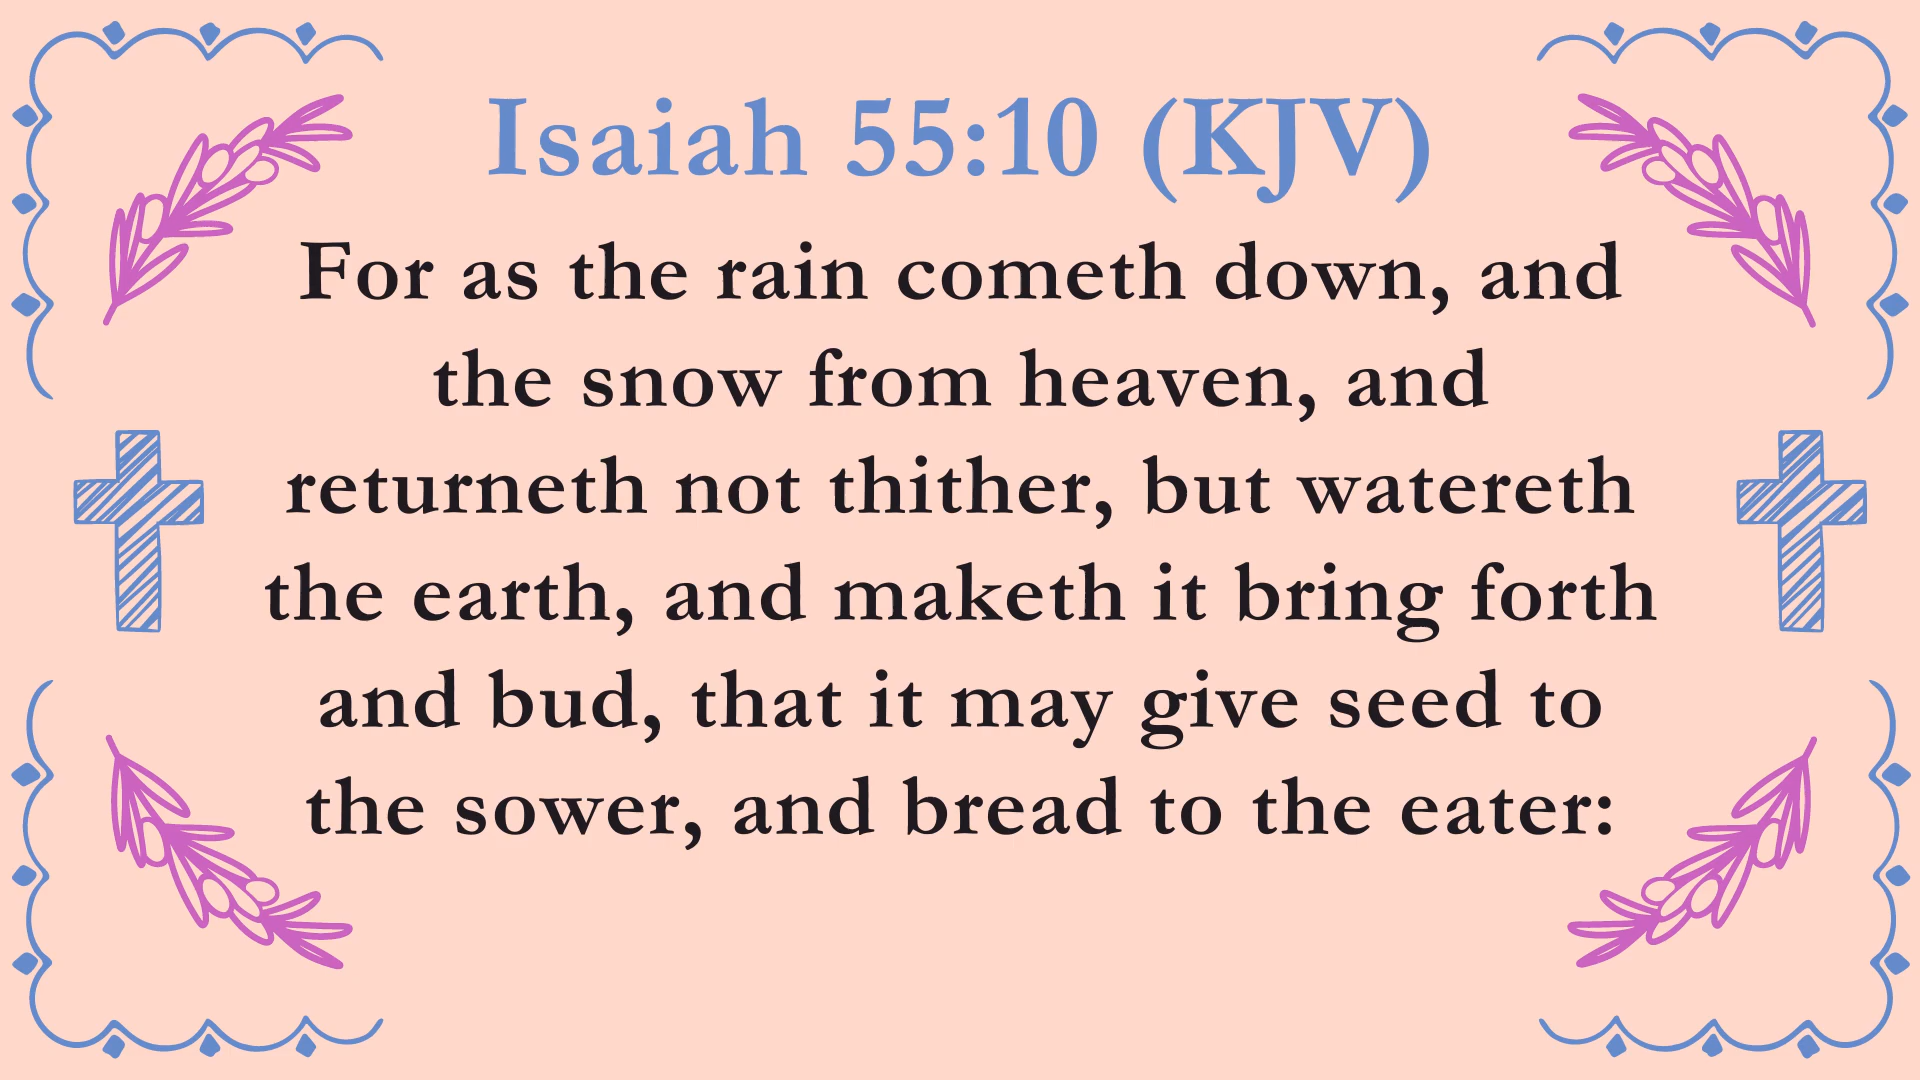 Isaiah 55:10 (KJV)
For as the rain cometh down, and
the snow from heaven, and
returneth not thither, but watereth
the earth, and maketh it bring forth
and bud, that it may give seed to
the sower, and bread to the eater: